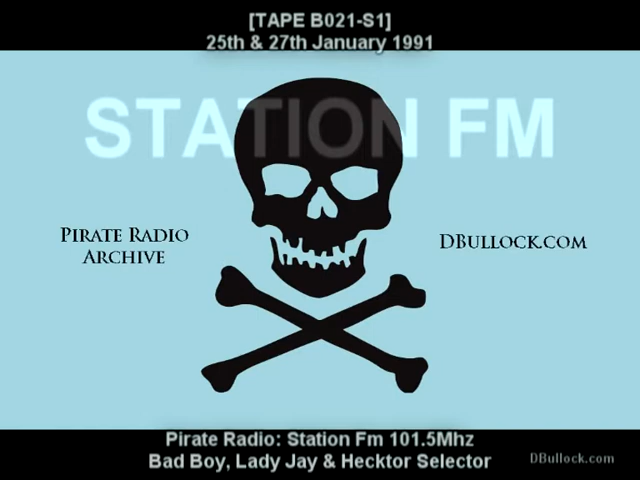 [TAPE B021-S1]
25th & 27th January 1991
STATION FM
PIRATE RADIO
ARCHIVE
DBULLOCK.COM
Pirate Radio: Station Fm 101.5Mhz
Bad Boy, Lady Jay & Hecktor Selector
DBullock.com